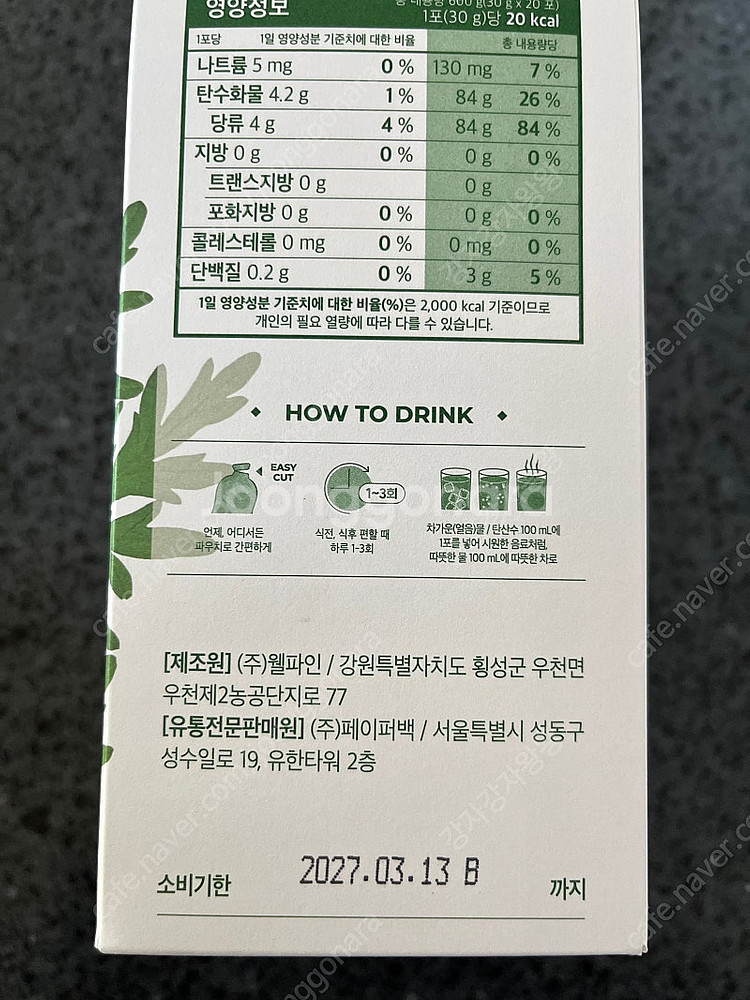 영양정보
총 내용량 600 g(30 g x 20 포)
1포(30 g)당 20 kcal
1포당 1일 영양성분 기준치에 대한 비율 총 내용량당
나트륨 5 mg 0 % 130 mg 7 %
탄수화물 4.2 g 1 % 84 g 26 %
당류 4 g 4 % 84 g 84 %
지방 0 g 0 % 0 g 0 %
트랜스지방 0 g 0 g
포화지방 0 g 0 % 0 g 0 %
콜레스테롤 0 mg 0 % 0 mg 0 %
단백질 0.2 g 0 % 3 g 5 %
1일 영양성분 기준치에 대한 비율(%)은 2,000 kcal 기준이므로
개인의 필요 열량에 따라 다를 수 있습니다.
HOW TO DRINK
EASY
CUT
1~3회
언제, 어디서든
파우치로 간편하게
식전, 식후 편할 때
하루 1-3회
차가운(얼음)물 / 탄산수 100 mL에
1포를 넣어 시원한 음료처럼,
따뜻한 물 100 mL에 따뜻한 차로
joonggonara
[제조원] (주)웰파인 / 강원특별자치도 횡성군 우천면
우천제2농공단지로 77
[유통전문판매원] (주)페이퍼백 / 서울특별시 성동구
성수일로 19, 유한타워 2층
소비기한 2027.03.13 B 까지
cafe.naver.com